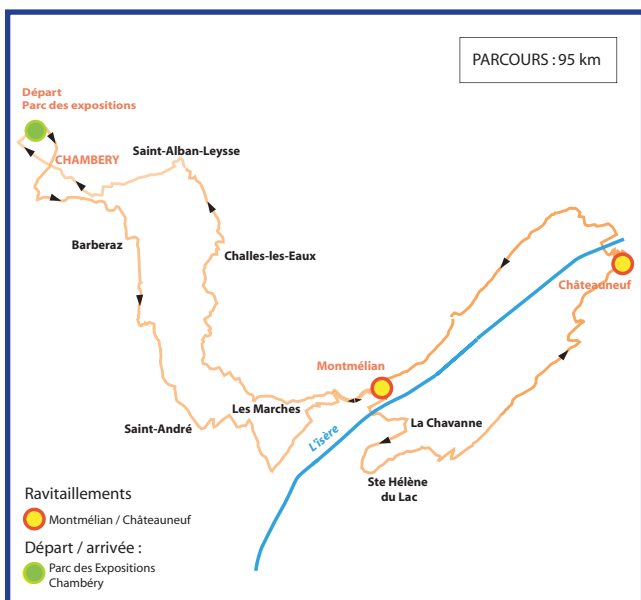 PARCOURS : 95 km
Départ
Parc des expositions
CHAMBERY
Saint-Alban-Leysse
Barberaz
Challes-les-Eaux
Châteauneuf
Montmélian
Les Marches
Saint-André
L'isère
La Chavanne
Ste Hélène
du Lac
Ravitaillements
Montmélian / Châteauneuf
Départ / arrivée :
Parc des Expositions
Chambéry